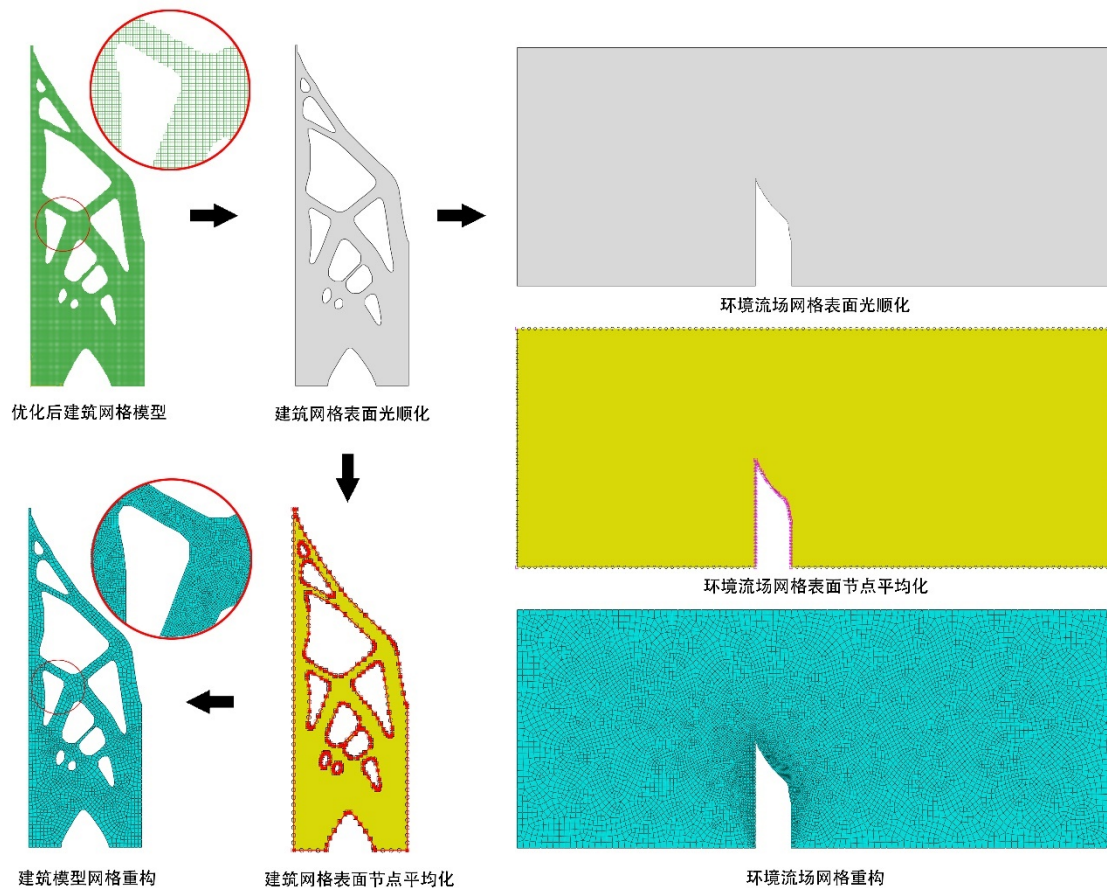 优化后建筑网格模型
建筑网格表面光顺化
环境流场网格表面光顺化
环境流场网格表面节点平均化
建筑模型网格重构
建筑网格表面节点平均化
环境流场网格重构